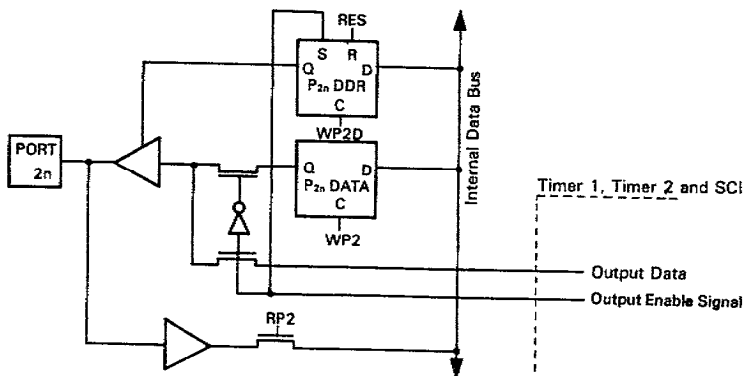 RES
S R
Q D
P2n DDR
C
WP2D
PORT
2n
Q D
P2n DATA
C
WP2
Internal Data Bus
Timer 1, Timer 2 and SCI
Output Data
Output Enable Signal
RP2